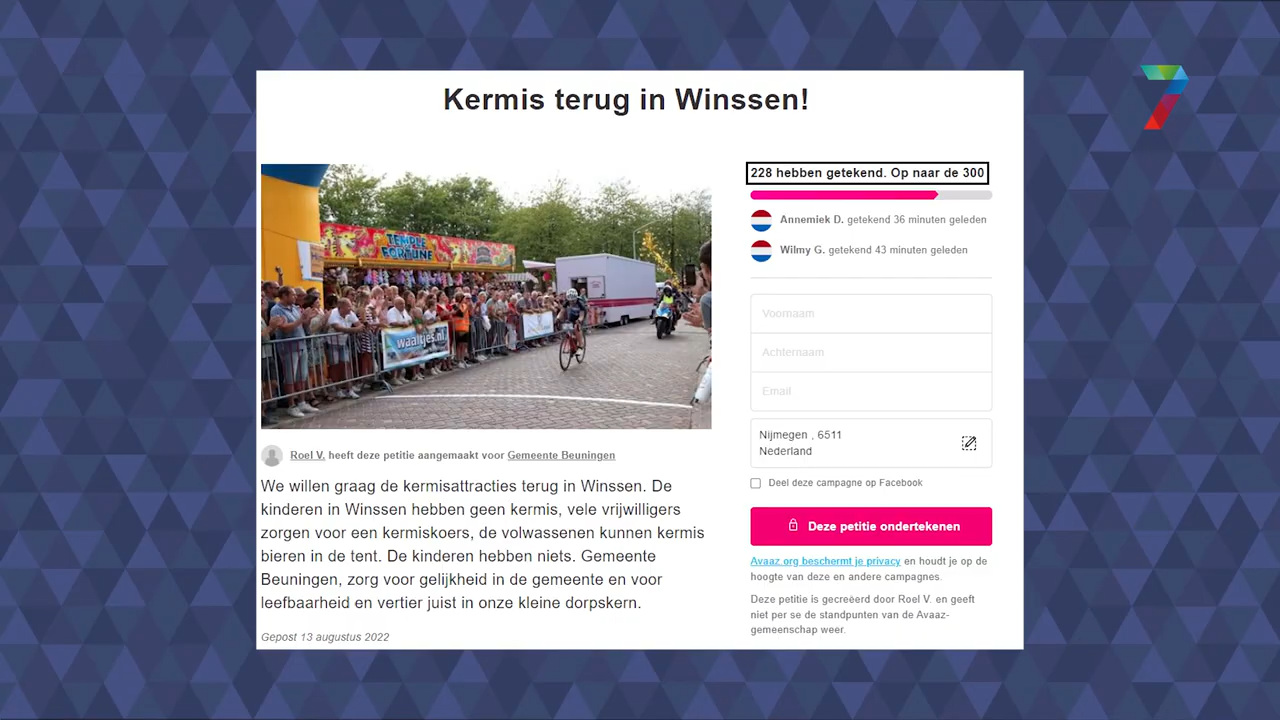 Kermis terug in Winssen!
TEMPLE
FORTUNE
waaltjes.nl
Roel V. heeft deze petitie aangemaakt voor Gemeente Beuningen
We willen graag de kermisattracties terug in Winssen. De
kinderen in Winssen hebben geen kermis, vele vrijwilligers
zorgen voor een kermiskoers, de volwassenen kunnen kermis
bieren in de tent. De kinderen hebben niets. Gemeente
Beuningen, zorg voor gelijkheid in de gemeente en voor
leefbaarheid en vertier juist in onze kleine dorpskern.
Gepost 13 augustus 2022
228 hebben getekend. Op naar de 300
Annemiek D. getekend 36 minuten geleden
Wilmy G. getekend 43 minuten geleden
Voornaam
Achternaam
Email
Nijmegen , 6511
Nederland
Deel deze campagne op Facebook
Deze petitie ondertekenen
Avaaz.org beschermt je privacy en houdt je op de
hoogte van deze en andere campagnes.
Deze petitie is gecreëerd door Roel V. en geeft
niet per se de standpunten van de Avaaz-
gemeenschap weer.
7